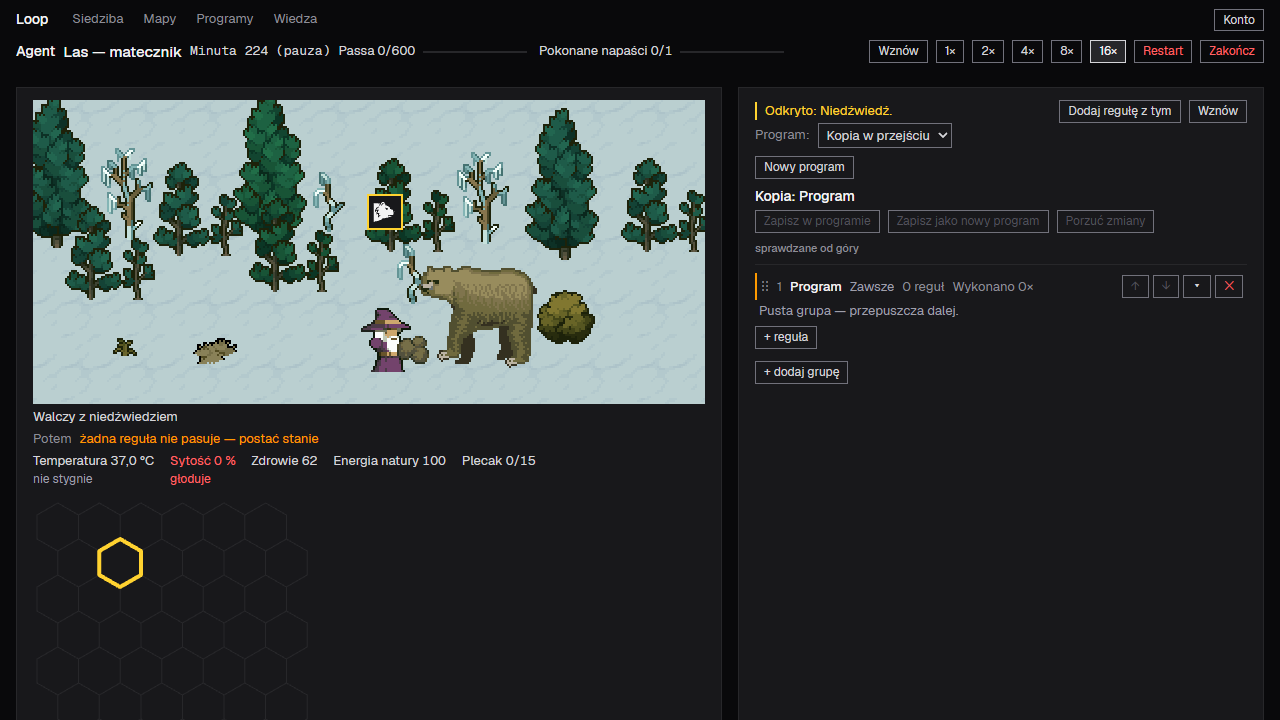 Loop Siedziba Mapy Programy Wiedza Konto
Agent Las — matecznik Minuta 224 (pauza) Passa 0/600 Pokonane napaści 0/1 Wznów 1× 2× 4× 8× 16× Restart Zakończ
Walczy z niedźwiedziem
Potem żadna reguła nie pasuje — postać stanie
Temperatura 37,0 °C Sytość 0 % Zdrowie 62 Energia natury 100 Plecak 0/15
nie stygnie głoduje
Odkryto: Niedźwiedź. Dodaj regułę z tym Wznów
Program: Kopia w przejściu
Nowy program
Kopia: Program
Zapisz w programie Zapisz jako nowy program Porzuć zmiany
sprawdzane od góry
1 Program Zawsze 0 reguł Wykonano 0×
Pusta grupa — przepuszcza dalej.
+ reguła
+ dodaj grupę